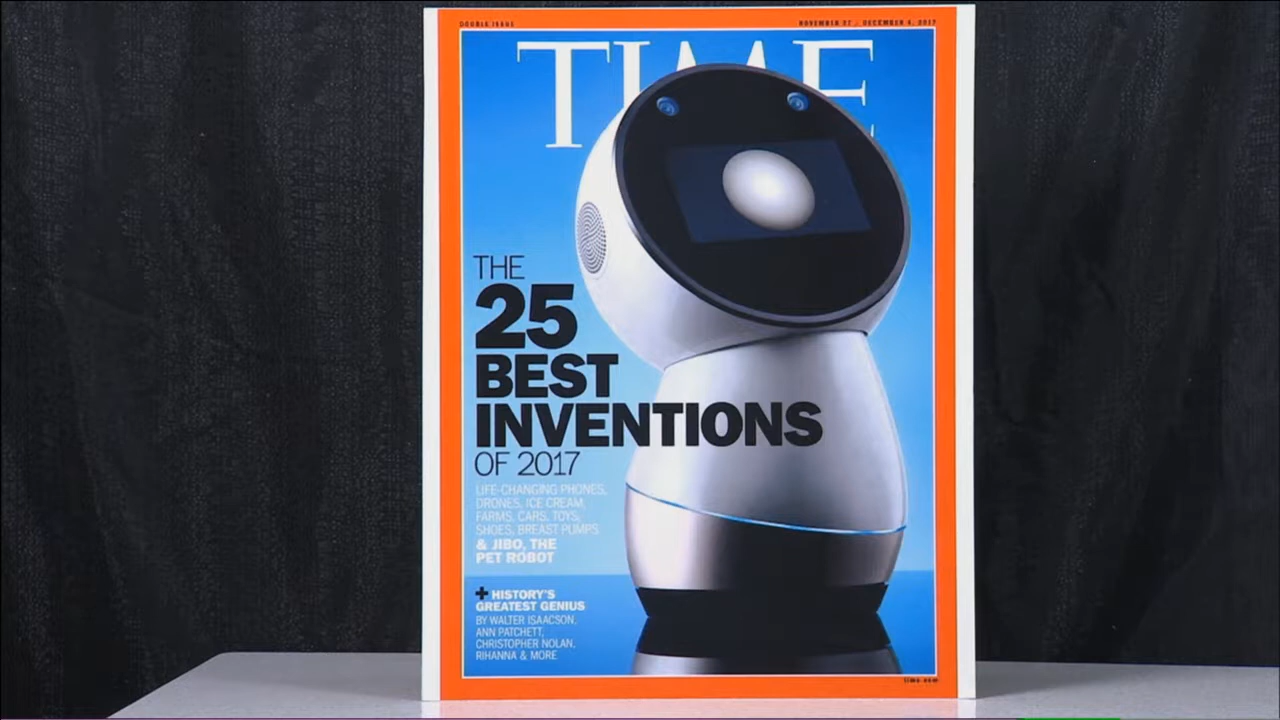 DOUBLE ISSUE
NOVEMBER 27 / DECEMBER 4, 2017
TIME
THE
25
BEST
INVENTIONS
OF 2017
LIFE-CHANGING PHONES,
DRONES, ICE CREAM,
FARMS, CARS, TOYS,
SHOES, BREAST PUMPS
& JIBO, THE
PET ROBOT
+ HISTORY'S
GREATEST GENIUS
BY WALTER ISAACSON,
ANN PATCHETT,
CHRISTOPHER NOLAN,
RIHANNA & MORE
TIME.COM